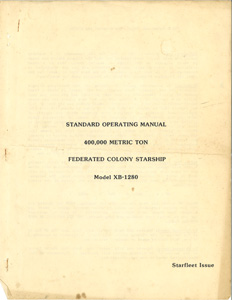 STANDARD OPERATING MANUAL
400,000 METRIC TON
FEDERATED COLONY STARSHIP
Model XB-1280
Starfleet Issue